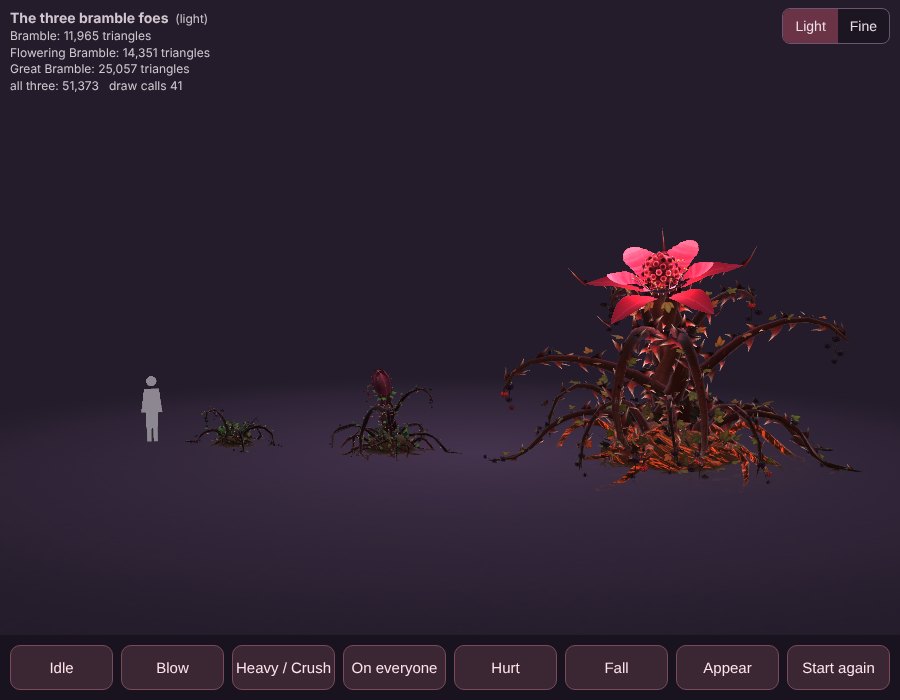 The three bramble foes (light)
Bramble: 11,965 triangles
Flowering Bramble: 14,351 triangles
Great Bramble: 25,057 triangles
all three: 51,373 draw calls 41
Light Fine
Idle Blow Heavy / Crush On everyone Hurt Fall Appear Start again